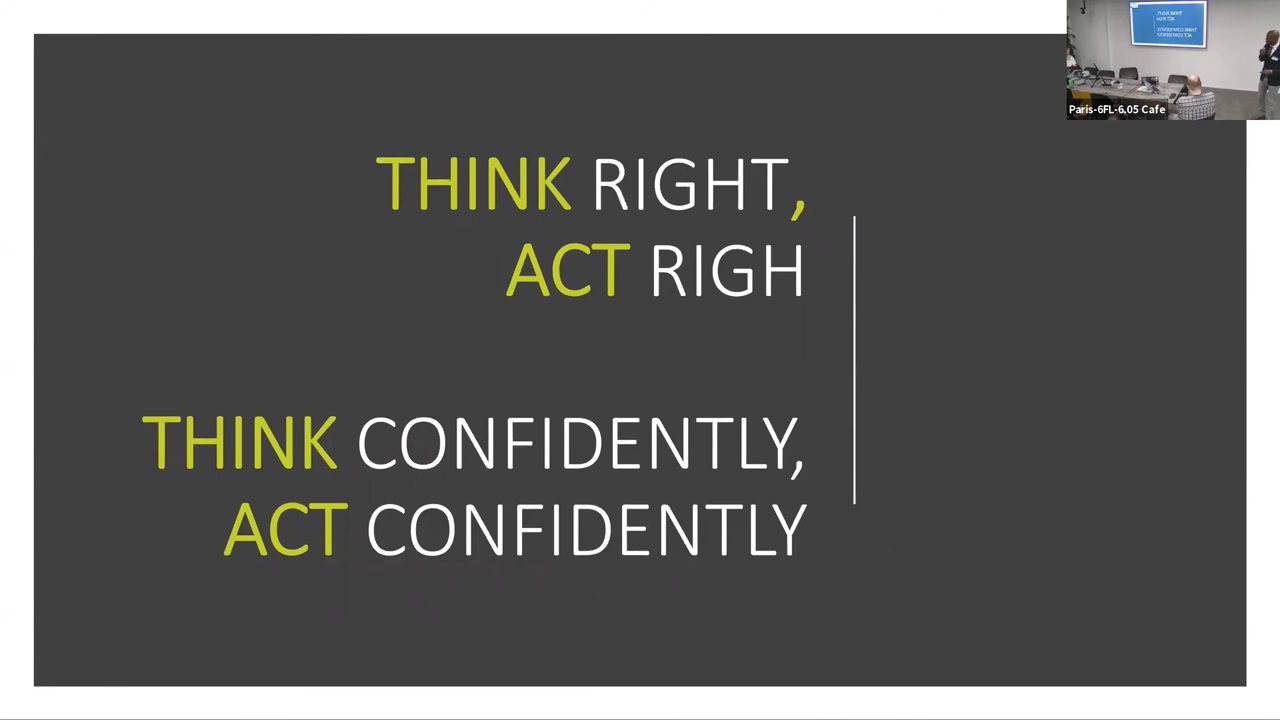 THINK RIGHT,
ACT RIGH
THINK CONFIDENTLY,
ACT CONFIDENTLY
Paris-6FL-6.05 Cafe